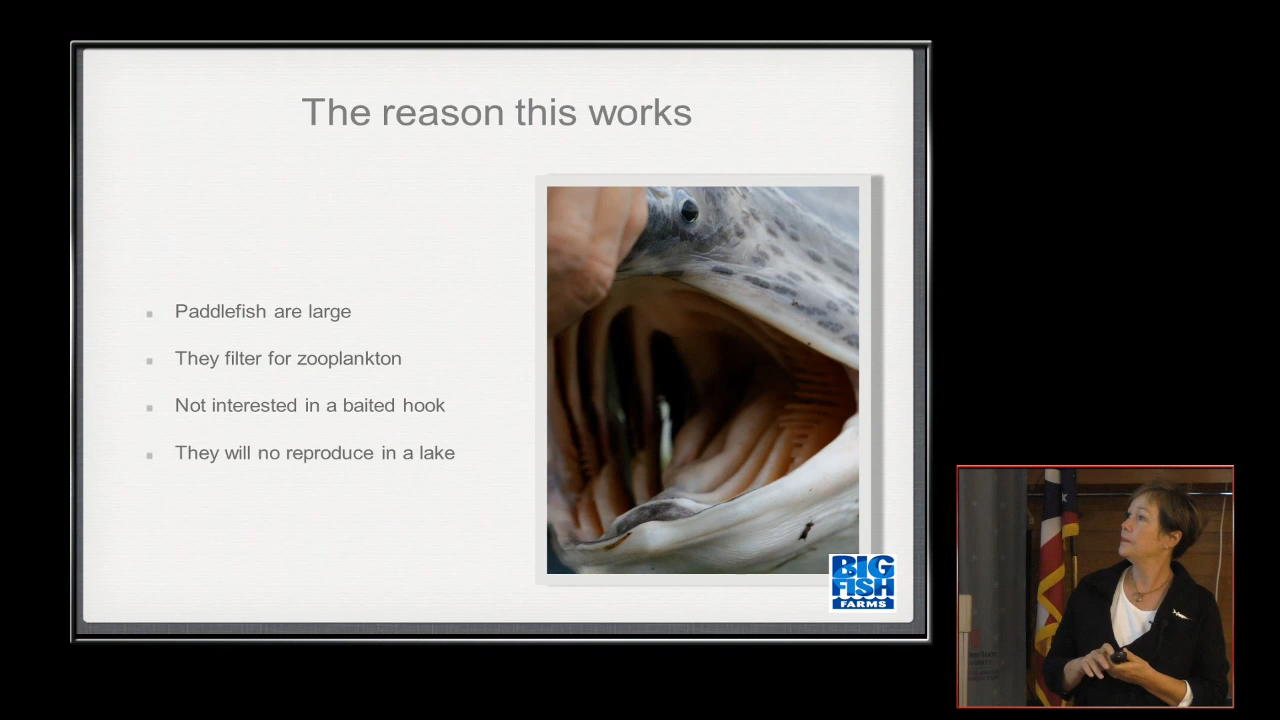 The reason this works
Paddlefish are large
They filter for zooplankton
Not interested in a baited hook
They will no reproduce in a lake
BIG
FISH
FARMS